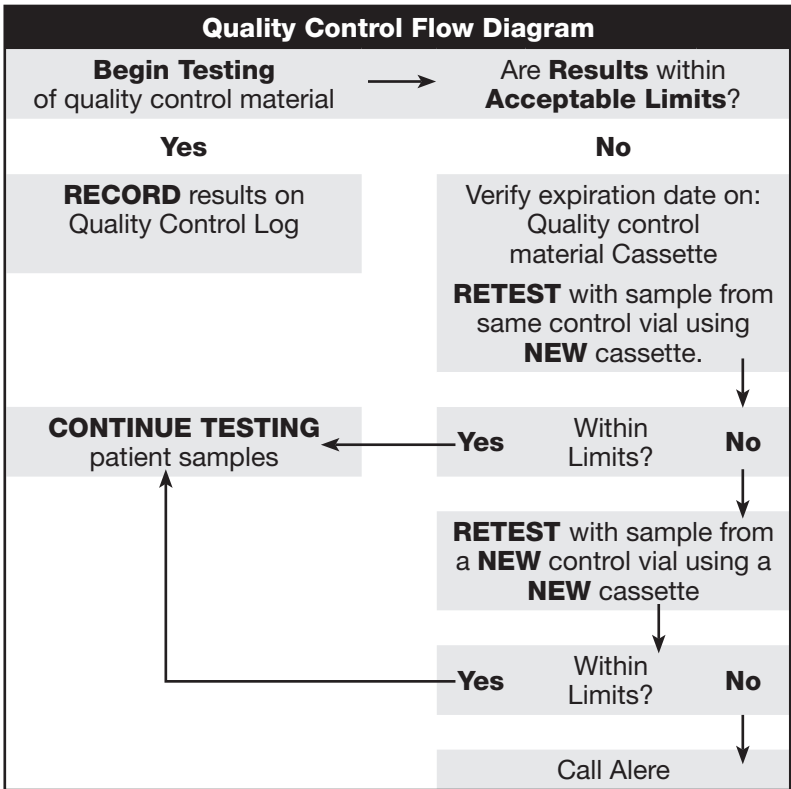 Quality Control Flow Diagram
Begin Testing
of quality control material
Are Results within
Acceptable Limits?
Yes
No
RECORD results on
Quality Control Log
Verify expiration date on:
Quality control
material Cassette
RETEST with sample from
same control vial using
NEW cassette.
CONTINUE TESTING
patient samples
Yes
Within
Limits?
No
RETEST with sample from
a NEW control vial using a
NEW cassette
Yes
Within
Limits?
No
Call Alere